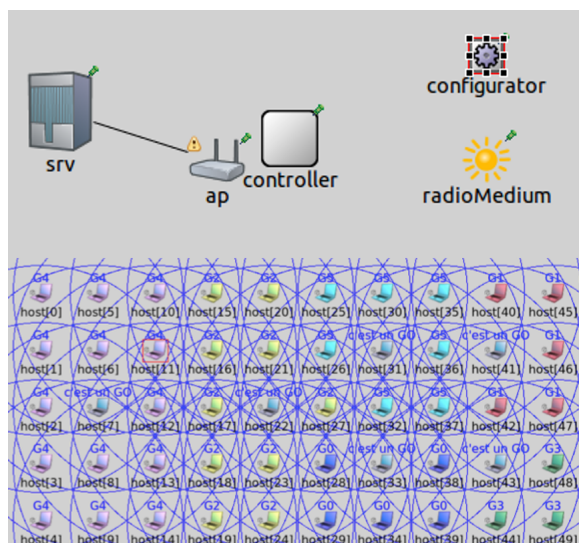 configurator
srv
ap
controller
radioMedium
G4 G4 G4 G2 G2 G5 G5 G5 G1 G1
host[0] host[5] host[10] host[15] host[20] host[25] host[30] host[35] host[40] host[45]
G4 G4 G4 G2 G2 G5 c'est un GO G5 c'est un GO G1
host[1] host[6] host[11] host[16] host[21] host[26] host[31] host[36] host[41] host[46]
G4 c'est un GO G4 G2 c'est un GO G5 G5 G5 G1 G1
host[2] host[7] host[12] host[17] host[22] host[27] host[32] host[37] host[42] host[47]
G4 G4 G4 G2 G2 G0 c'est un GO G0 c'est un GO G3
host[3] host[8] host[13] host[18] host[23] host[28] host[33] host[38] host[43] host[48]
G4 G4 G4 G2 G2 G0 G0 G0 G3 G3
host[4] host[9] host[14] host[19] host[24] host[29] host[34] host[39] host[44] host[49]